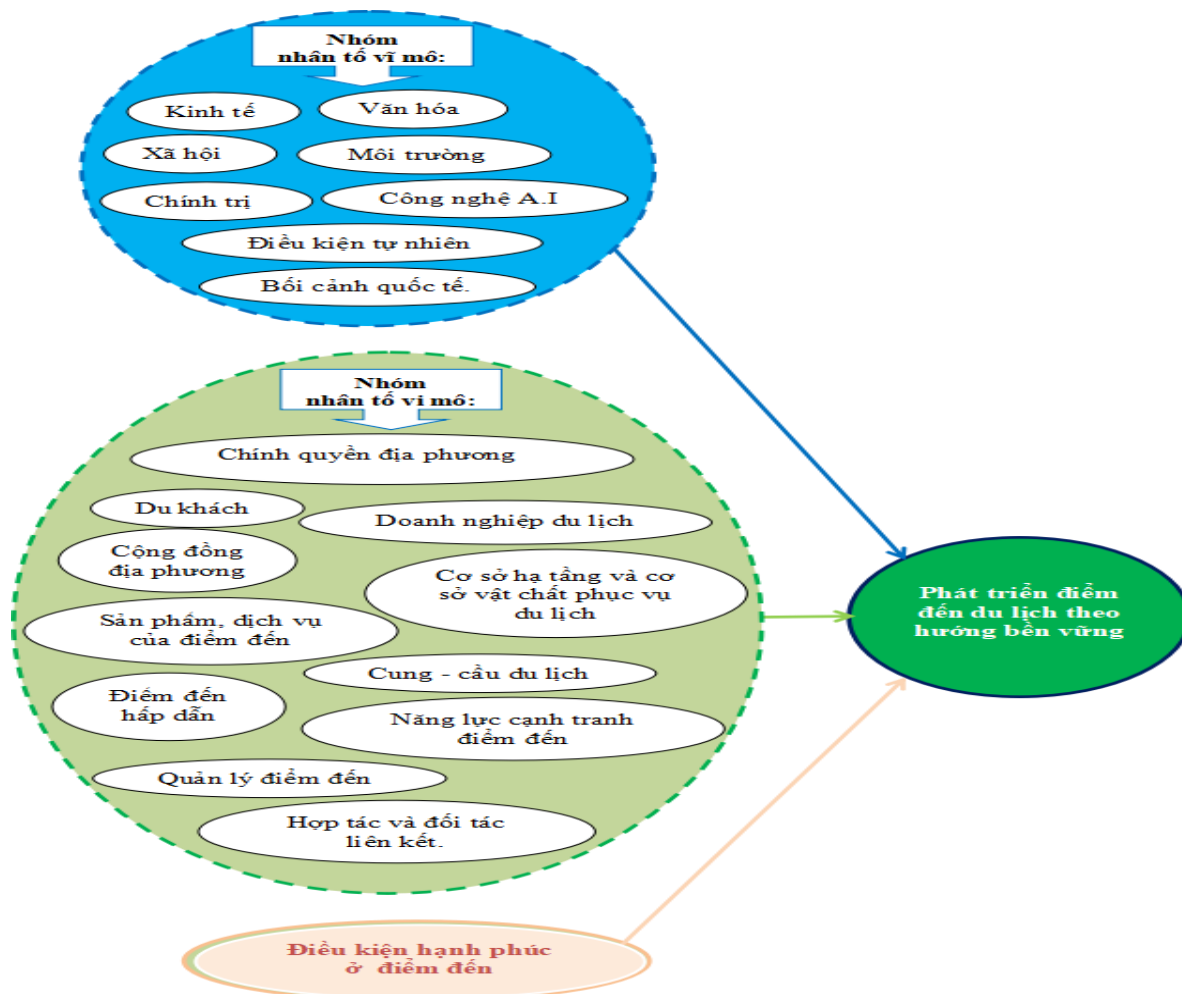 Nhóm
nhân tố vĩ mô:
Kinh tế
Văn hóa
Xã hội
Môi trường
Chính trị
Công nghệ A.I
Điều kiện tự nhiên
Bối cảnh quốc tế.
Nhóm
nhân tố vi mô:
Chính quyền địa phương
Du khách
Doanh nghiệp du lịch
Cộng đồng
địa phương
Cơ sở hạ tầng và cơ
sở vật chất phục vụ
du lịch
Sản phẩm, dịch vụ
của điểm đến
Cung - cầu du lịch
Điểm đến
hấp dẫn
Năng lực cạnh tranh
điểm đến
Quản lý điểm đến
Hợp tác và đối tác
liên kết.
Điều kiện hạnh phúc
ở điểm đến
Phát triển điểm
đến du lịch theo
hướng bền vững